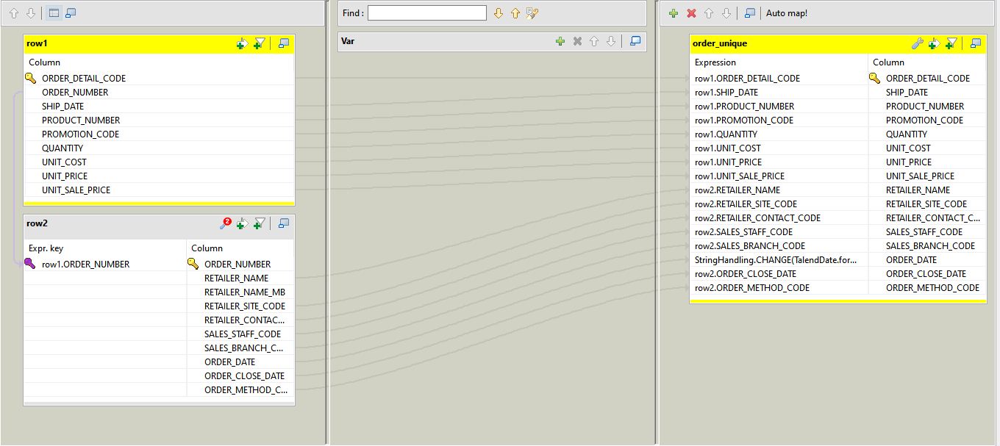 Find :
Auto map!
row1
Column
ORDER_DETAIL_CODE
ORDER_NUMBER
SHIP_DATE
PRODUCT_NUMBER
PROMOTION_CODE
QUANTITY
UNIT_COST
UNIT_PRICE
UNIT_SALE_PRICE
row2
2
Expr. key Column
row1.ORDER_NUMBER ORDER_NUMBER
RETAILER_NAME
RETAILER_NAME_MB
RETAILER_SITE_CODE
RETAILER_CONTAC...
SALES_STAFF_CODE
SALES_BRANCH_C...
ORDER_DATE
ORDER_CLOSE_DATE
ORDER_METHOD_C...
Var
order_unique
Expression Column
row1.ORDER_DETAIL_CODE ORDER_DETAIL_CODE
row1.SHIP_DATE SHIP_DATE
row1.PRODUCT_NUMBER PRODUCT_NUMBER
row1.PROMOTION_CODE PROMOTION_CODE
row1.QUANTITY QUANTITY
row1.UNIT_COST UNIT_COST
row1.UNIT_PRICE UNIT_PRICE
row1.UNIT_SALE_PRICE UNIT_SALE_PRICE
row2.RETAILER_NAME RETAILER_NAME
row2.RETAILER_SITE_CODE RETAILER_SITE_CODE
row2.RETAILER_CONTACT_CODE RETAILER_CONTACT_C...
row2.SALES_STAFF_CODE SALES_STAFF_CODE
row2.SALES_BRANCH_CODE SALES_BRANCH_CODE
StringHandling.CHANGE(TalendDate.for... ORDER_DATE
row2.ORDER_CLOSE_DATE ORDER_CLOSE_DATE
row2.ORDER_METHOD_CODE ORDER_METHOD_CODE